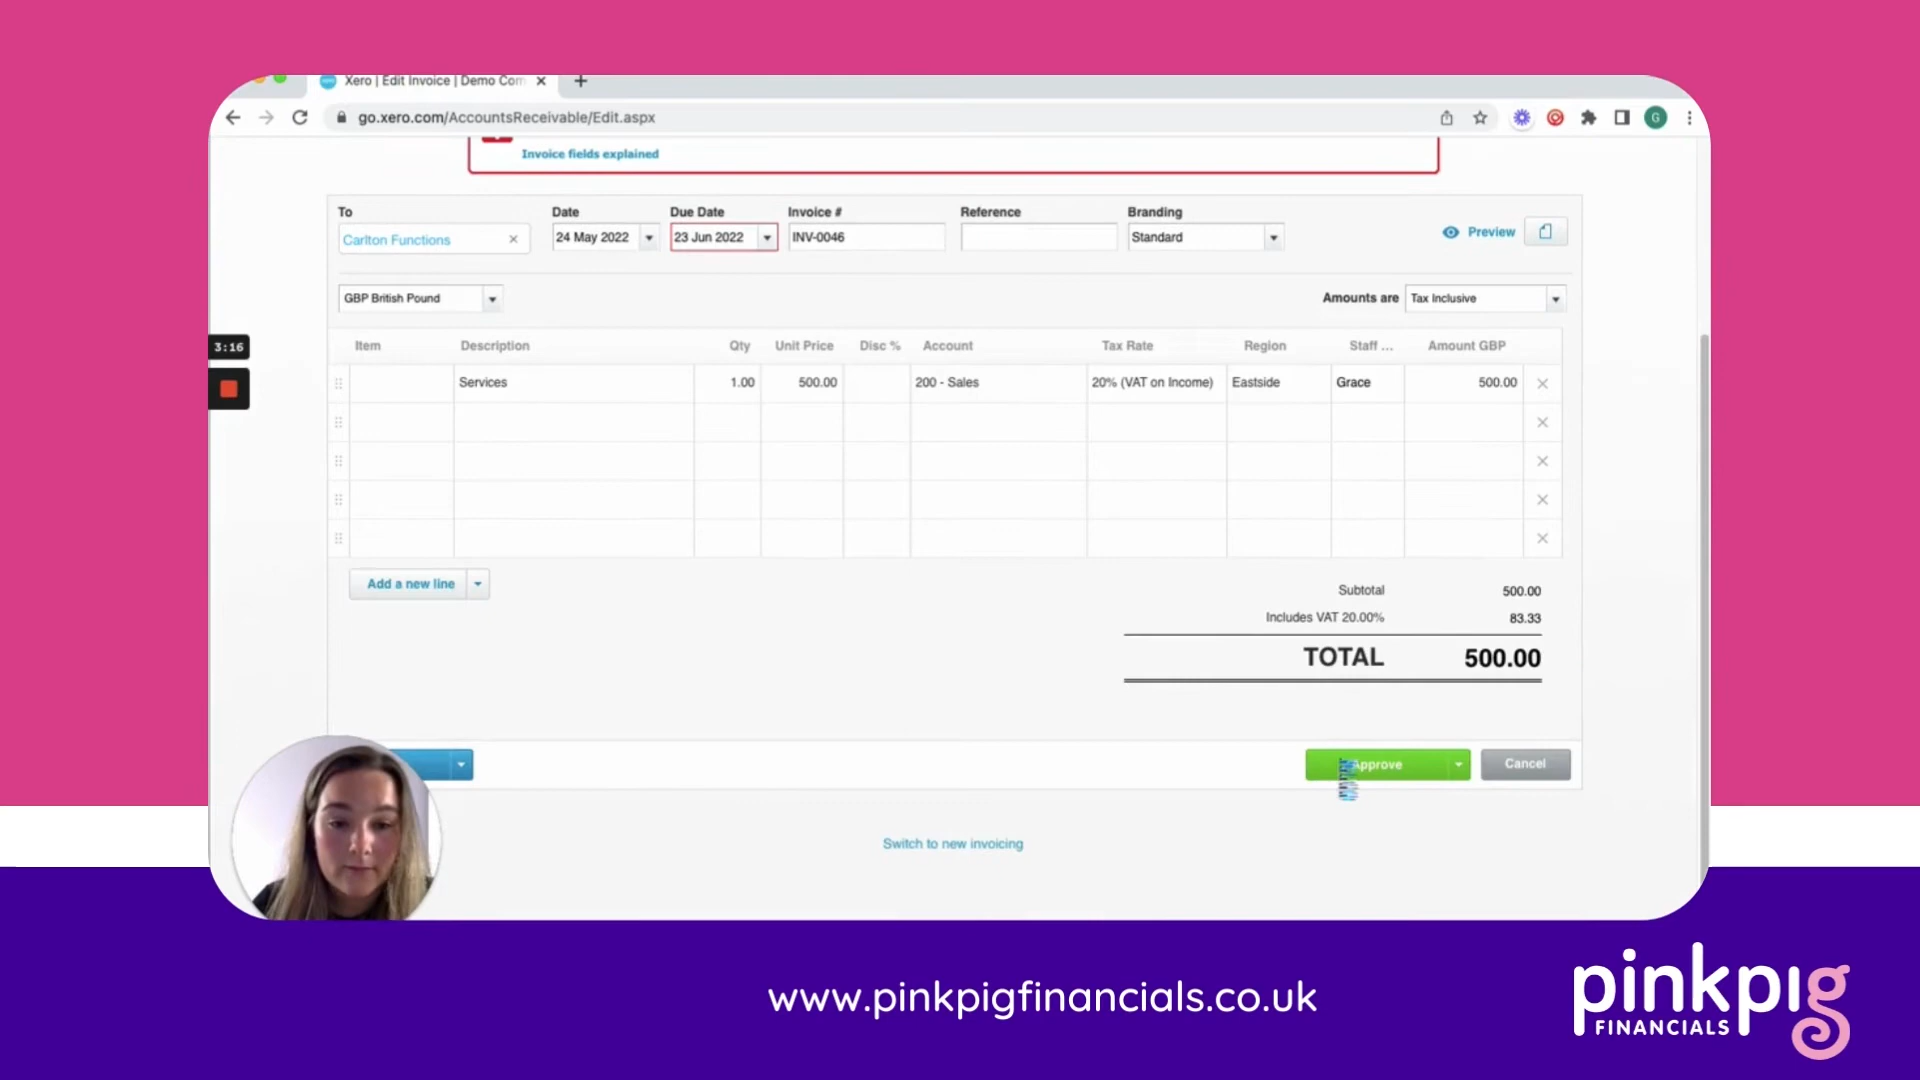 Xero | Edit Invoice | Demo Com
go.xero.com/AccountsReceivable/Edit.aspx
G
Invoice fields explained
To
Date
Due Date
Invoice #
Reference
Branding
Carlton Functions
24 May 2022
23 Jun 2022
INV-0046
Standard
Preview
GBP British Pound
Amounts are
Tax Inclusive
3:16
Item Description Qty Unit Price Disc % Account Tax Rate Region Staff ... Amount GBP
Services 1.00 500.00 200 - Sales 20% (VAT on Income) Eastside Grace 500.00
Add a new line
Subtotal 500.00
Includes VAT 20.00% 83.33
TOTAL 500.00
Approve
Cancel
Switch to new invoicing
www.pinkpigfinancials.co.uk
pinkpig
FINANCIALS